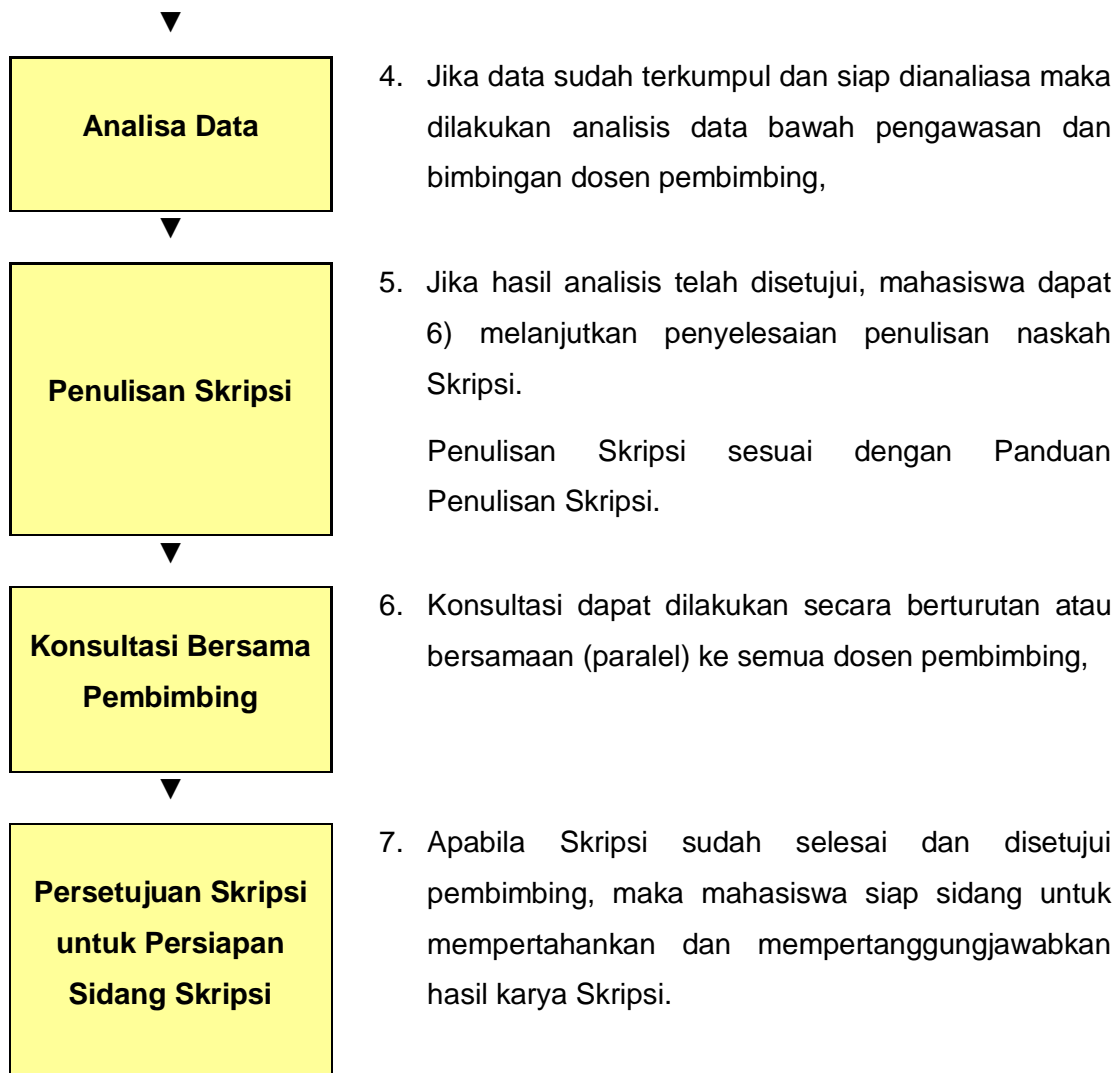 ▼
Analisa Data
4. Jika data sudah terkumpul dan siap dianaliasa maka
dilakukan analisis data bawah pengawasan dan
bimbingan dosen pembimbing,
▼
Penulisan Skripsi
5. Jika hasil analisis telah disetujui, mahasiswa dapat
6) melanjutkan penyelesaian penulisan naskah
Skripsi.
Penulisan Skripsi sesuai dengan Panduan
Penulisan Skripsi.
▼
Konsultasi Bersama
Pembimbing
6. Konsultasi dapat dilakukan secara berturutan atau
bersamaan (paralel) ke semua dosen pembimbing,
▼
Persetujuan Skripsi
untuk Persiapan
Sidang Skripsi
7. Apabila Skripsi sudah selesai dan disetujui
pembimbing, maka mahasiswa siap sidang untuk
mempertahankan dan mempertanggungjawabkan
hasil karya Skripsi.